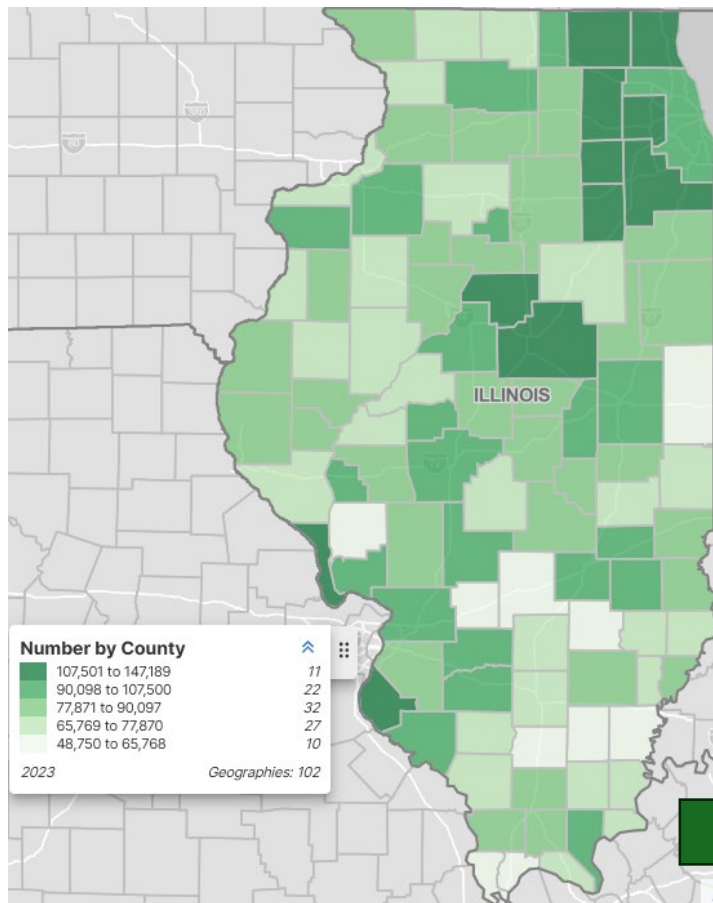 ILLINOIS
Number by County
107,501 to 147,189 11
90,098 to 107,500 22
77,871 to 90,097 32
65,769 to 77,870 27
48,750 to 65,768 10
2023 Geographies: 102